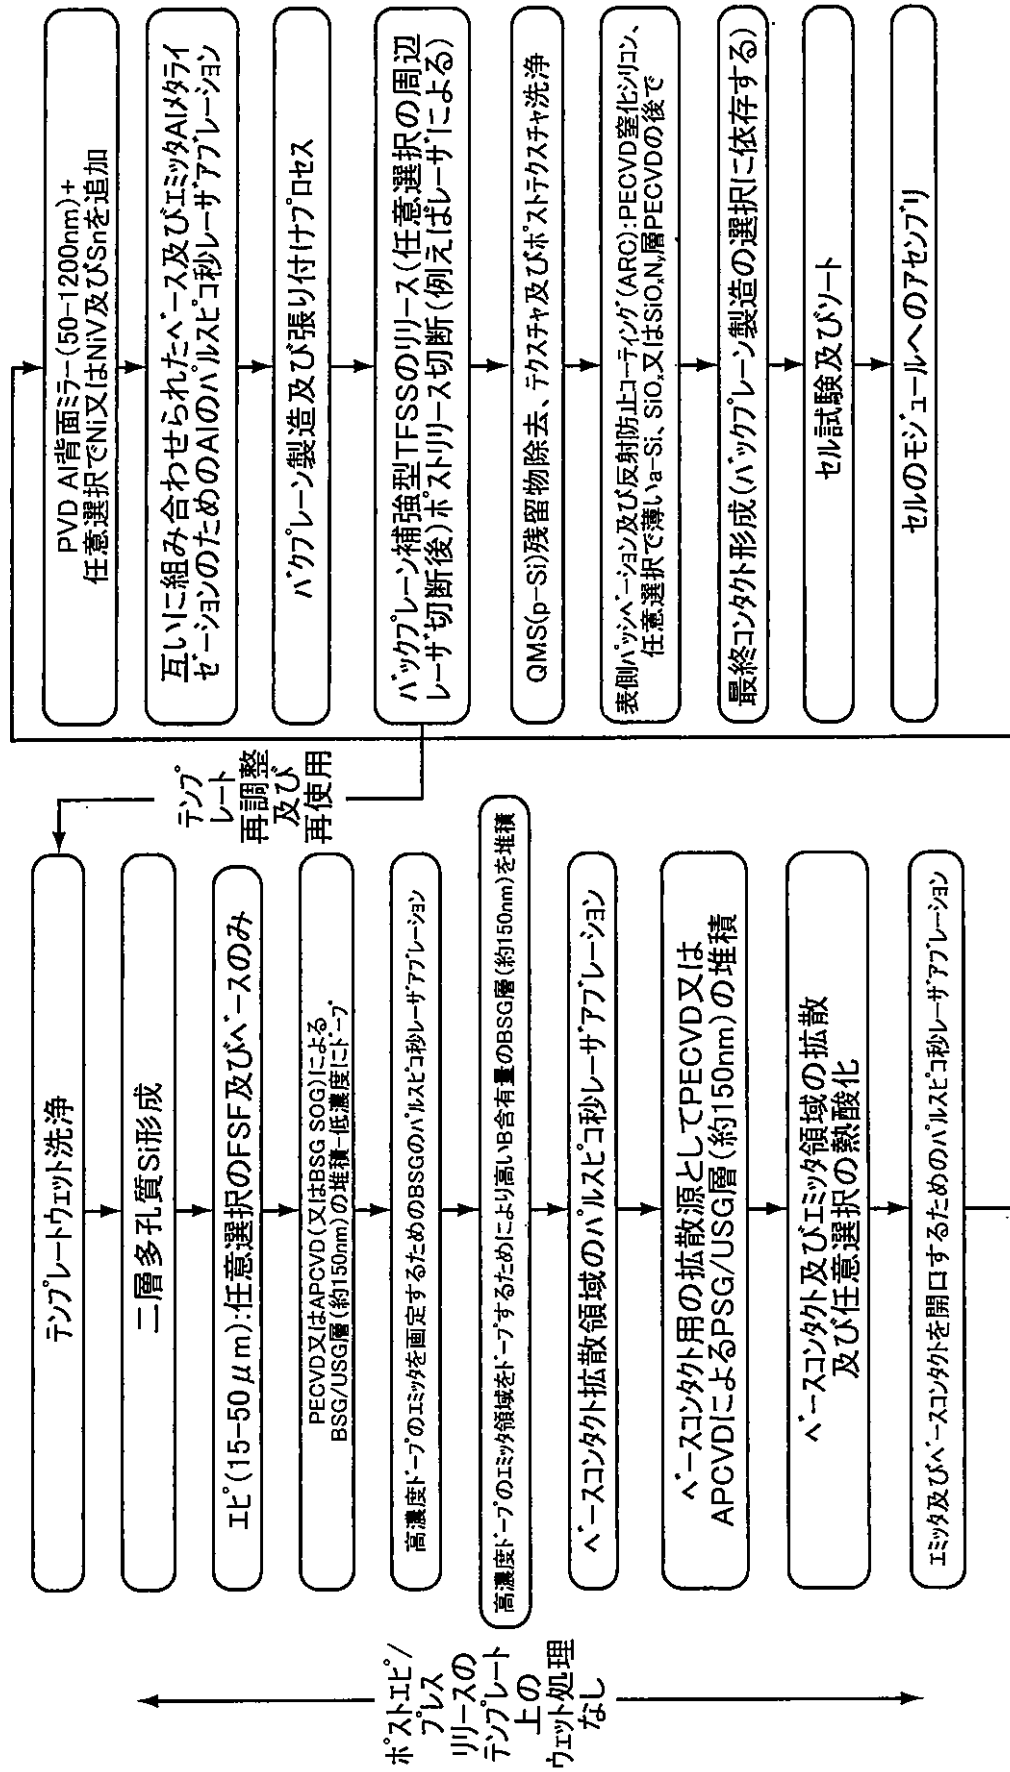 テンプレートウェット洗浄
二層多孔質Si形成
エピ(15-50μm):任意選択のFSF及びベースのみ
PECVD又はAPCVD(又はBSG SOG)による
BSG/USG層(約150nm)の堆積-低濃度にドープ
高濃度ドープのエミッタを画定するためのBSGのパルスピコ秒レーザアブレーション
高濃度ドープのエミッタ領域をドープするためにより高いB含有量のBSG層(約150nm)を堆積
ベースコンタクト拡散領域のパルスピコ秒レーザアブレーション
ベースコンタクト用の拡散源としてPECVD又は
APCVDによるPSG/USG層(約150nm)の堆積
ベースコンタクト及びエミッタ領域の拡散
及び任意選択の熱酸化
エミッタ及びベースコンタクトを開口するためのパルスピコ秒レーザアブレーション
ポストエピ/
プレス
リリースの
テンプレート
上の
ウェット処理
なし
テンプ
レート
再調整
及び
再使用
PVD Al背面ミラー(50-1200nm)+
任意選択でNi又はNiV及びSnを追加
互いに組み合わせられたベース及びエミッタAlメタライ
ゼーションのためのAlのパルスピコ秒レーザアブレーション
バクプレーン製造及び張り付けプロセス
バックプレーン補強型TFSSのリリース(任意選択の周辺
レーザ切断後)ポストリリース切断(例えばレーザによる)
QMS(p-Si)残留物除去、テクスチャ及びポストテクスチャ洗浄
表側パッシベーション及び反射防止コーティング(ARC):PECVD窒化シリコン、
任意選択で薄いa-Si、SiOx又はSiOxNy層PECVDの後で
最終コンタクト形成(バックプレーン製造の選択に依存する)
セル試験及びソート
セルのモジュールへのアセンブリ